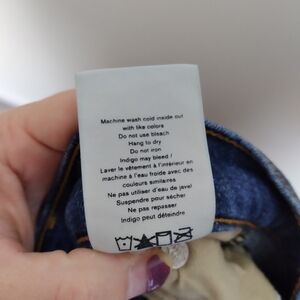 Machine wash cold inside out
with like colors
Do not use bleach
Hang to dry
Do not iron
Indigo may bleed /
Laver le vêtement à l'intérieur en
machine à l'eau froide avec des
couleurs similaires
Ne pas utiliser d'eau de javel
Suspendre pour sécher
Ne pas repasser
Indigo peut déteindre